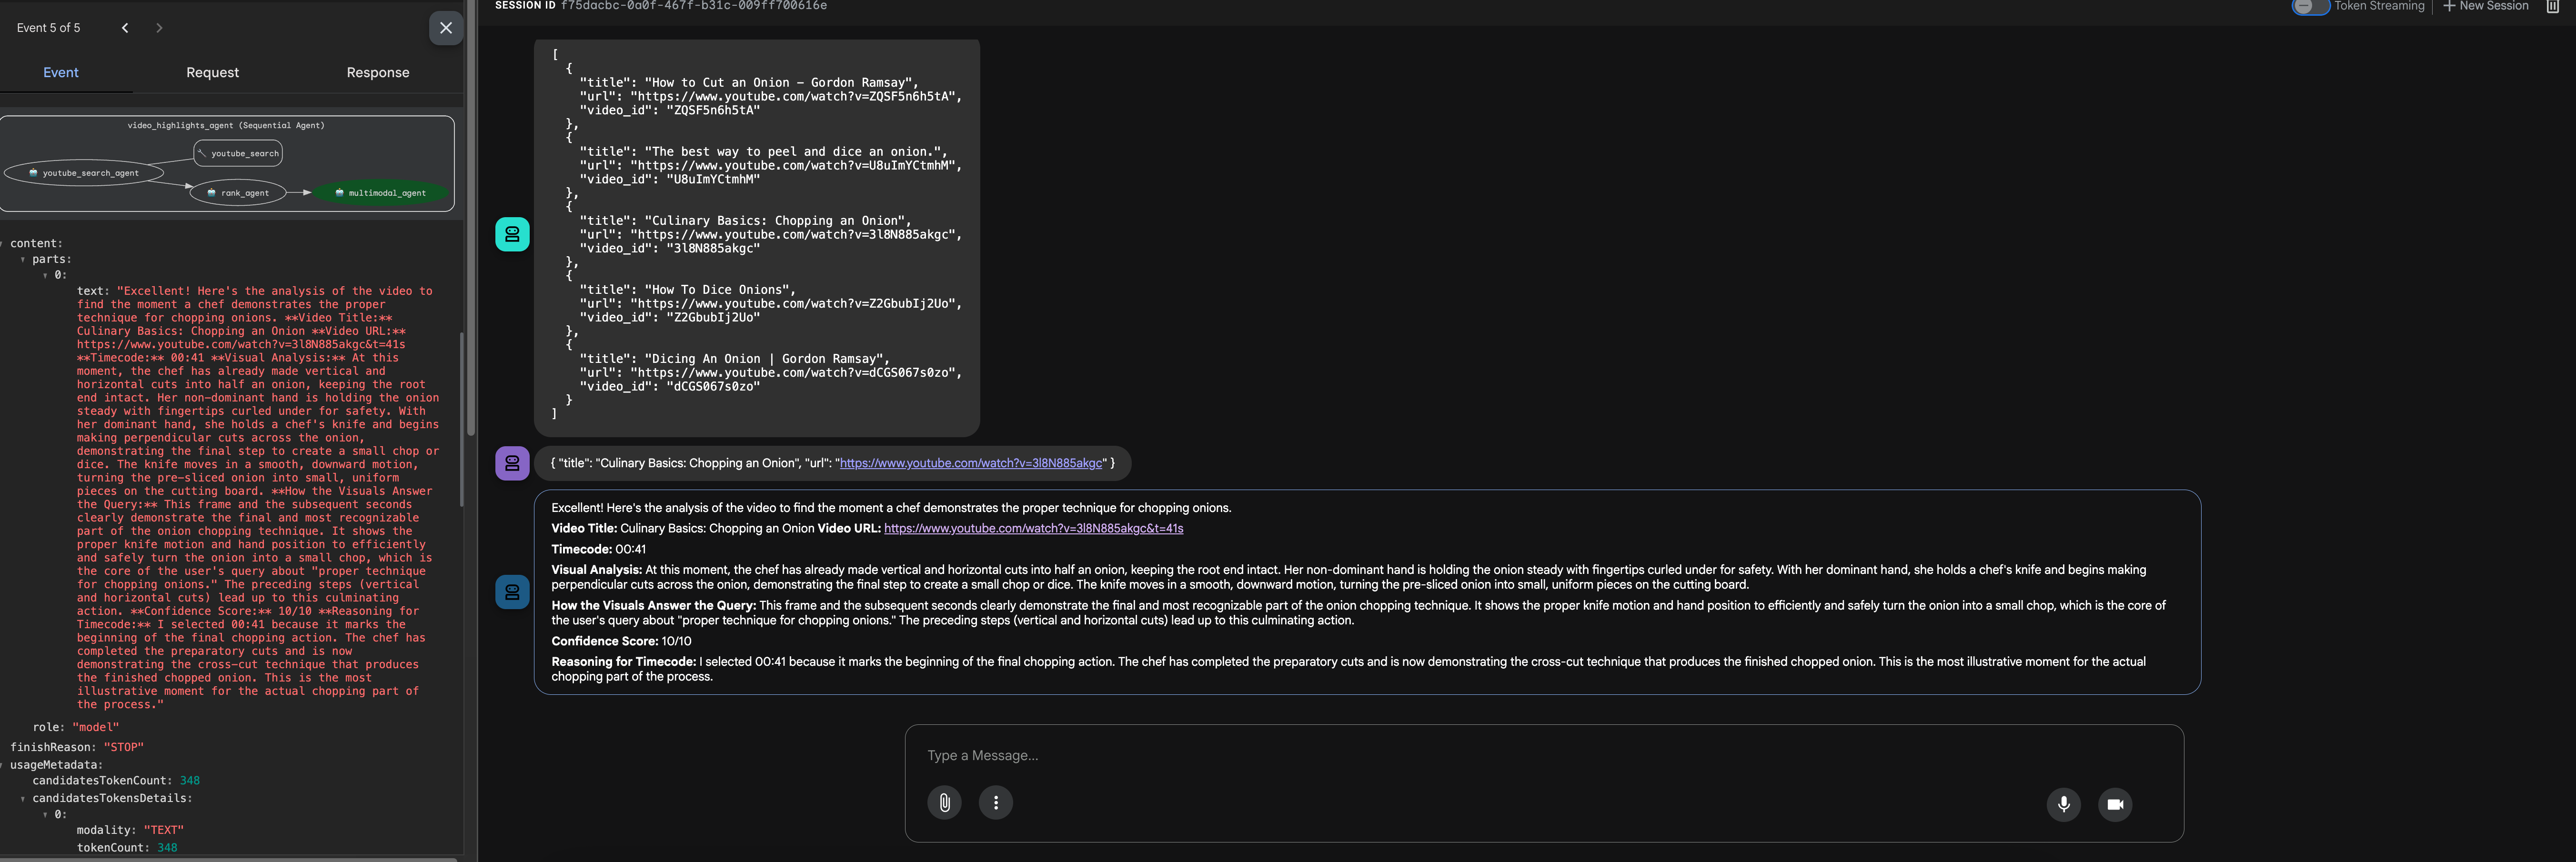 Event 5 of 5
Event
Request
Response
video_highlights_agent (Sequential Agent)
youtube_search
youtube_search_agent
rank_agent
multimodal_agent
content:
parts:
0:
text: "Excellent! Here's the analysis of the video to
find the moment a chef demonstrates the proper
technique for chopping onions. **Video Title:**
Culinary Basics: Chopping an Onion **Video URL:**
https://www.youtube.com/watch?v=3l8N885akgc&t=41s
**Timecode:** 00:41 **Visual Analysis:** At this
moment, the chef has already made vertical and
horizontal cuts into half an onion, keeping the root
end intact. Her non-dominant hand is holding the onion
steady with fingertips curled under for safety. With
her dominant hand, she holds a chef's knife and begins
making perpendicular cuts across the onion,
demonstrating the final step to create a small chop or
dice. The knife moves in a smooth, downward motion,
turning the pre-sliced onion into small, uniform
pieces on the cutting board. **How the Visuals Answer
the Query:** This frame and the subsequent seconds
clearly demonstrate the final and most recognizable
part of the onion chopping technique. It shows the
proper knife motion and hand position to efficiently
and safely turn the onion into a small chop, which is
the core of the user's query about "proper technique
for chopping onions." The preceding steps (vertical
and horizontal cuts) lead up to this culminating
action. **Confidence Score:** 10/10 **Reasoning for
Timecode:** I selected 00:41 because it marks the
beginning of the final chopping action. The chef has
completed the preparatory cuts and is now
demonstrating the cross-cut technique that produces
the finished chopped onion. This is the most
illustrative moment for the actual chopping part of
the process."
role: "model"
finishReason: "STOP"
usageMetadata:
candidatesTokenCount: 348
candidatesTokensDetails:
0:
modality: "TEXT"
tokenCount: 348
SESSION ID f75dacbc-0a0f-467f-b31c-009ff700616e
Token Streaming
New Session
[
{
"title": "How to Cut an Onion – Gordon Ramsay",
"url": "https://www.youtube.com/watch?v=ZQSF5n6h5tA",
"video_id": "ZQSF5n6h5tA"
},
{
"title": "The best way to peel and dice an onion.",
"url": "https://www.youtube.com/watch?v=U8uImYCtmhM",
"video_id": "U8uImYCtmhM"
},
{
"title": "Culinary Basics: Chopping an Onion",
"url": "https://www.youtube.com/watch?v=3l8N885akgc",
"video_id": "3l8N885akgc"
},
{
"title": "How To Dice Onions",
"url": "https://www.youtube.com/watch?v=Z2GbubIj2Uo",
"video_id": "Z2GbubIj2Uo"
},
{
"title": "Dicing An Onion | Gordon Ramsay",
"url": "https://www.youtube.com/watch?v=dCGS067s0zo",
"video_id": "dCGS067s0zo"
}
]
{ "title": "Culinary Basics: Chopping an Onion", "url": "https://www.youtube.com/watch?v=3l8N885akgc" }
Excellent! Here's the analysis of the video to find the moment a chef demonstrates the proper technique for chopping onions.
Video Title: Culinary Basics: Chopping an Onion Video URL: https://www.youtube.com/watch?v=3l8N885akgc&t=41s
Timecode: 00:41
Visual Analysis: At this moment, the chef has already made vertical and horizontal cuts into half an onion, keeping the root end intact. Her non-dominant hand is holding the onion steady with fingertips curled under for safety. With her dominant hand, she holds a chef's knife and begins making
perpendicular cuts across the onion, demonstrating the final step to create a small chop or dice. The knife moves in a smooth, downward motion, turning the pre-sliced onion into small, uniform pieces on the cutting board.
How the Visuals Answer the Query: This frame and the subsequent seconds clearly demonstrate the final and most recognizable part of the onion chopping technique. It shows the proper knife motion and hand position to efficiently and safely turn the onion into a small chop, which is the core of
the user's query about "proper technique for chopping onions." The preceding steps (vertical and horizontal cuts) lead up to this culminating action.
Confidence Score: 10/10
Reasoning for Timecode: I selected 00:41 because it marks the beginning of the final chopping action. The chef has completed the preparatory cuts and is now demonstrating the cross-cut technique that produces the finished chopped onion. This is the most illustrative moment for the actual
chopping part of the process.
Type a Message...